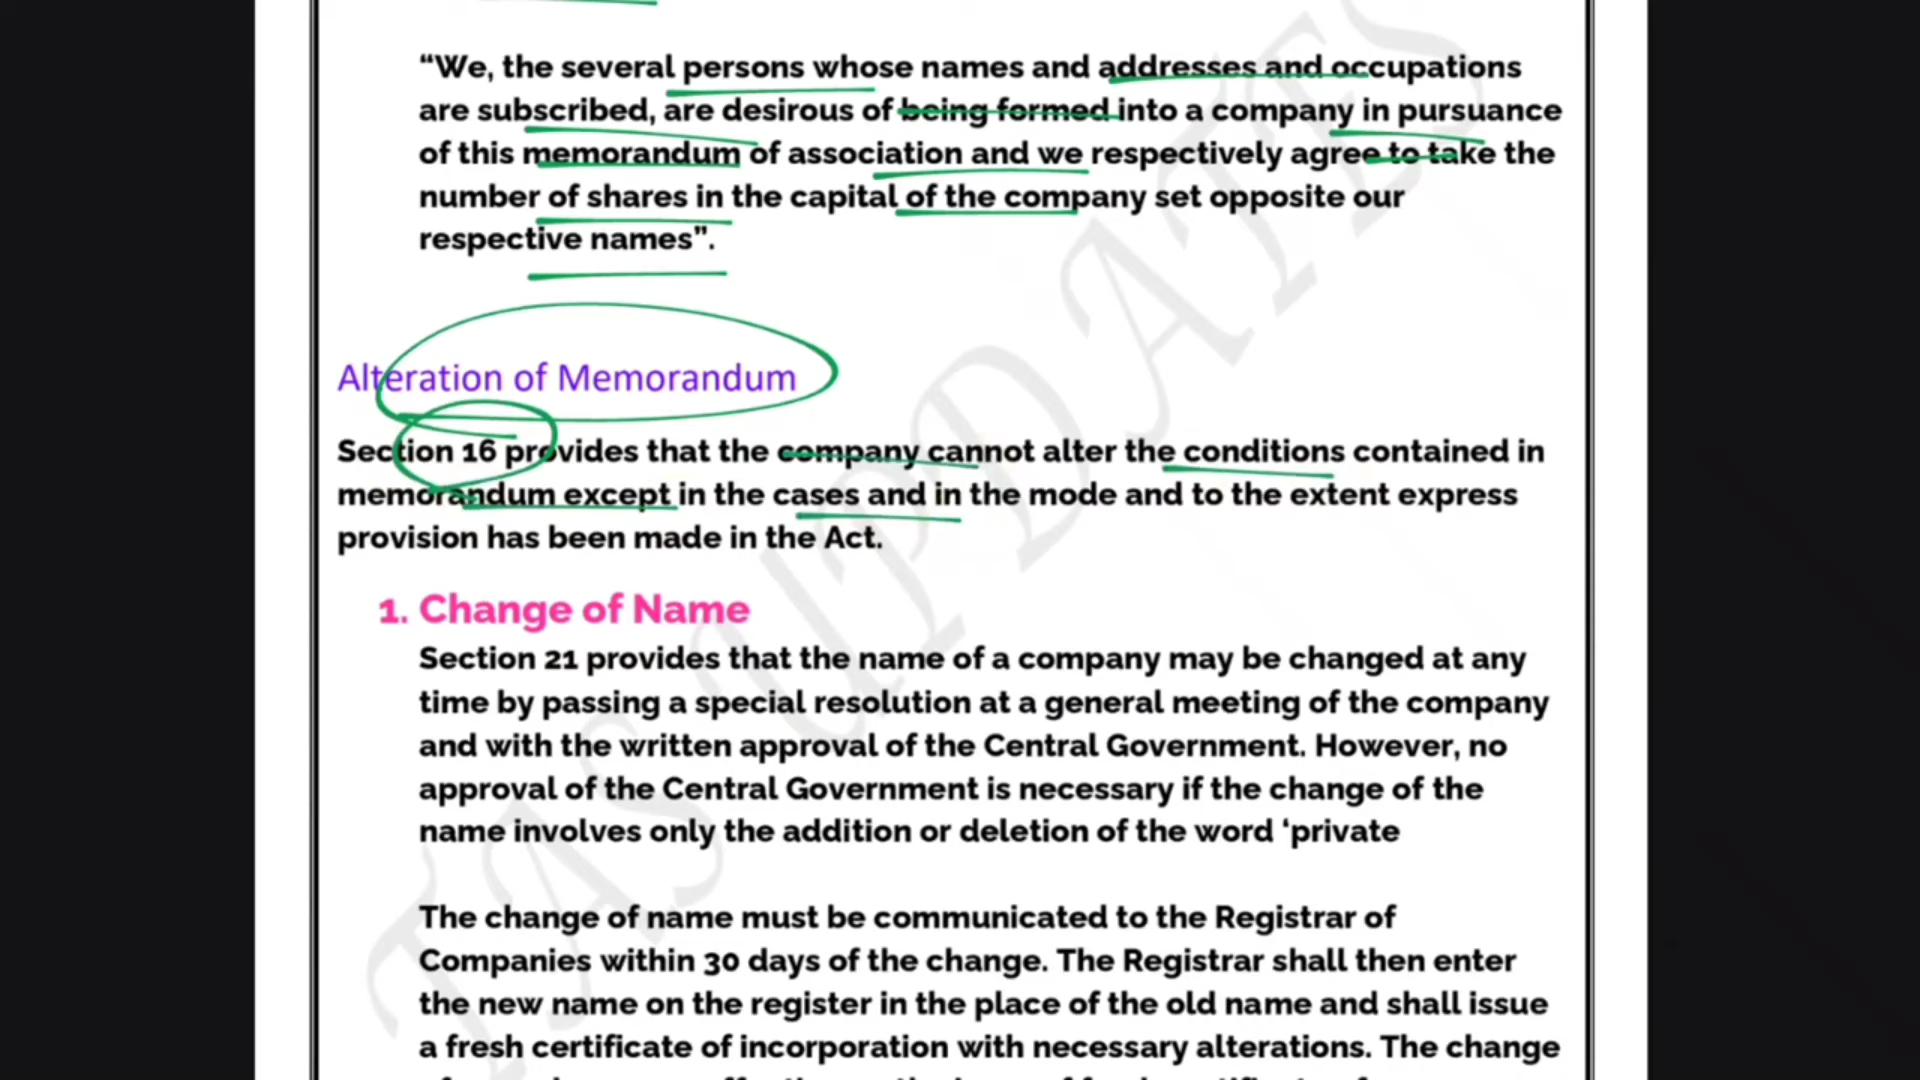 “We, the several persons whose names and addresses and occupations
are subscribed, are desirous of being formed into a company in pursuance
of this memorandum of association and we respectively agree to take the
number of shares in the capital of the company set opposite our
respective names”.
Alteration of Memorandum
Section 16 provides that the company cannot alter the conditions contained in
memorandum except in the cases and in the mode and to the extent express
provision has been made in the Act.
1. Change of Name
Section 21 provides that the name of a company may be changed at any
time by passing a special resolution at a general meeting of the company
and with the written approval of the Central Government. However, no
approval of the Central Government is necessary if the change of the
name involves only the addition or deletion of the word ‘private
The change of name must be communicated to the Registrar of
Companies within 30 days of the change. The Registrar shall then enter
the new name on the register in the place of the old name and shall issue
a fresh certificate of incorporation with necessary alterations. The change
TAS UPDATES